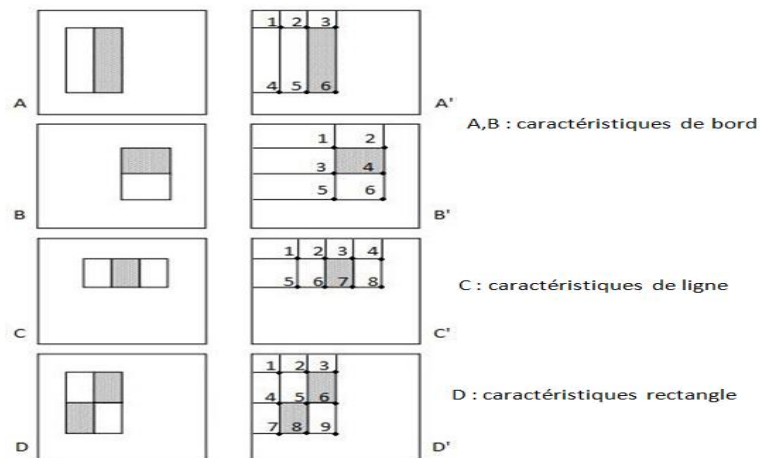 1 2 3
4 5 6
A A'
A,B : caractéristiques de bord
1 2
3 4
5 6
B B'
1 2 3 4
5 6 7 8
C : caractéristiques de ligne
C C'
1 2 3
4 5 6
D : caractéristiques rectangle
7 8 9
D D'